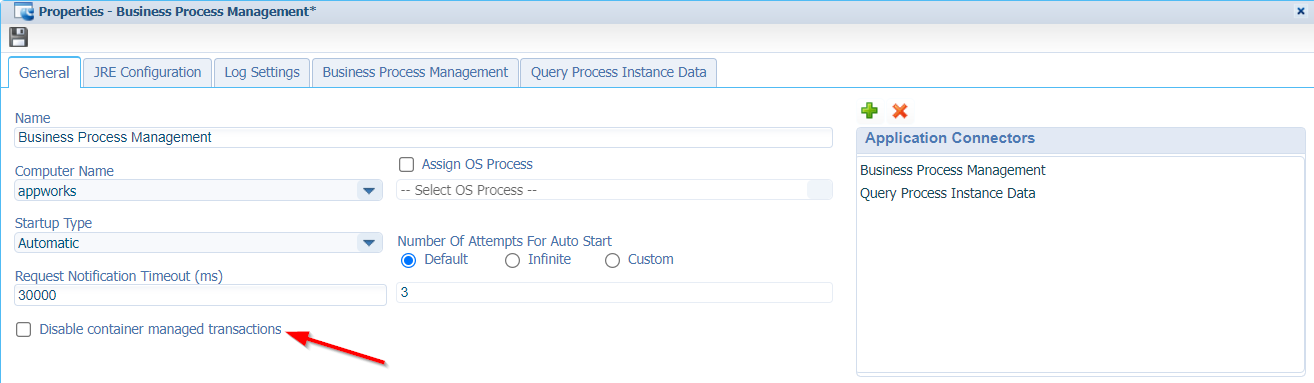 Properties - Business Process Management*
General
JRE Configuration
Log Settings
Business Process Management
Query Process Instance Data
Name
Business Process Management
Computer Name
appworks
Assign OS Process
-- Select OS Process --
Startup Type
Automatic
Number Of Attempts For Auto Start
Default
Infinite
Custom
Request Notification Timeout (ms)
30000
3
Disable container managed transactions
Application Connectors
Business Process Management
Query Process Instance Data